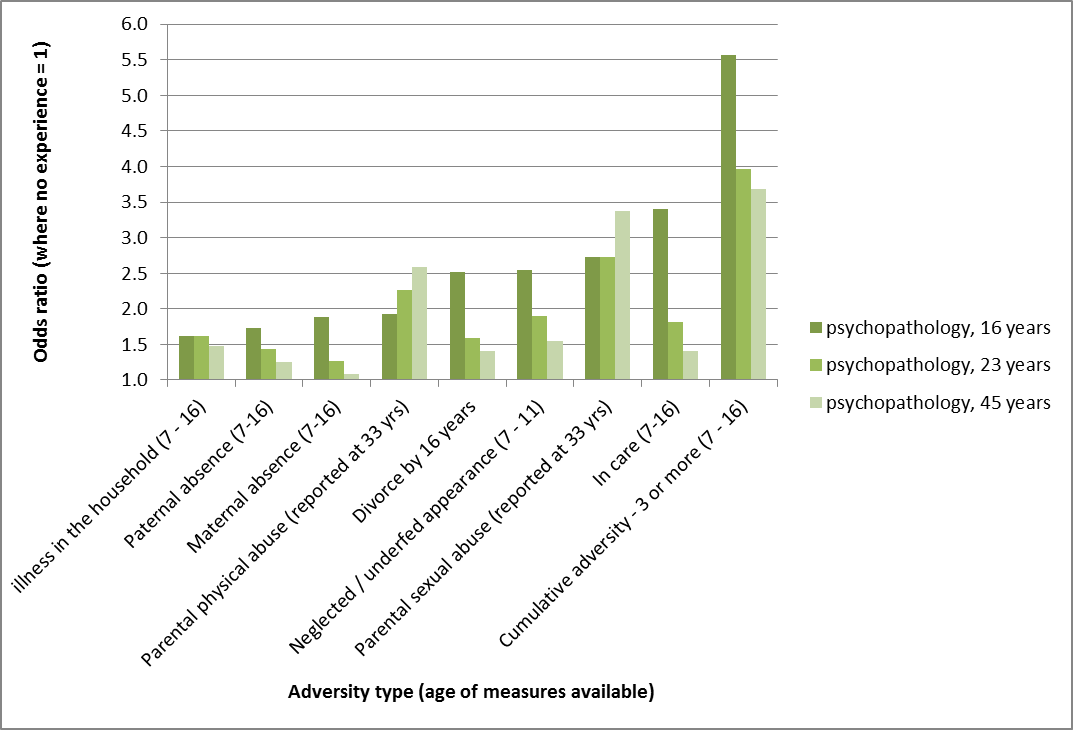 Odds ratio (where no experience = 1)
6.0
5.5
5.0
4.5
4.0
3.5
3.0
2.5
2.0
1.5
1.0
illness in the household (7 - 16)
Paternal absence (7-16)
Maternal absence (7-16)
Parental physical abuse (reported at 33 yrs)
Divorce by 16 years
Neglected / underfed appearance (7 - 11)
Parental sexual abuse (reported at 33 yrs)
In care (7-16)
Cumulative adversity - 3 or more (7 - 16)
Adversity type (age of measures available)
psychopathology, 16 years
psychopathology, 23 years
psychopathology, 45 years